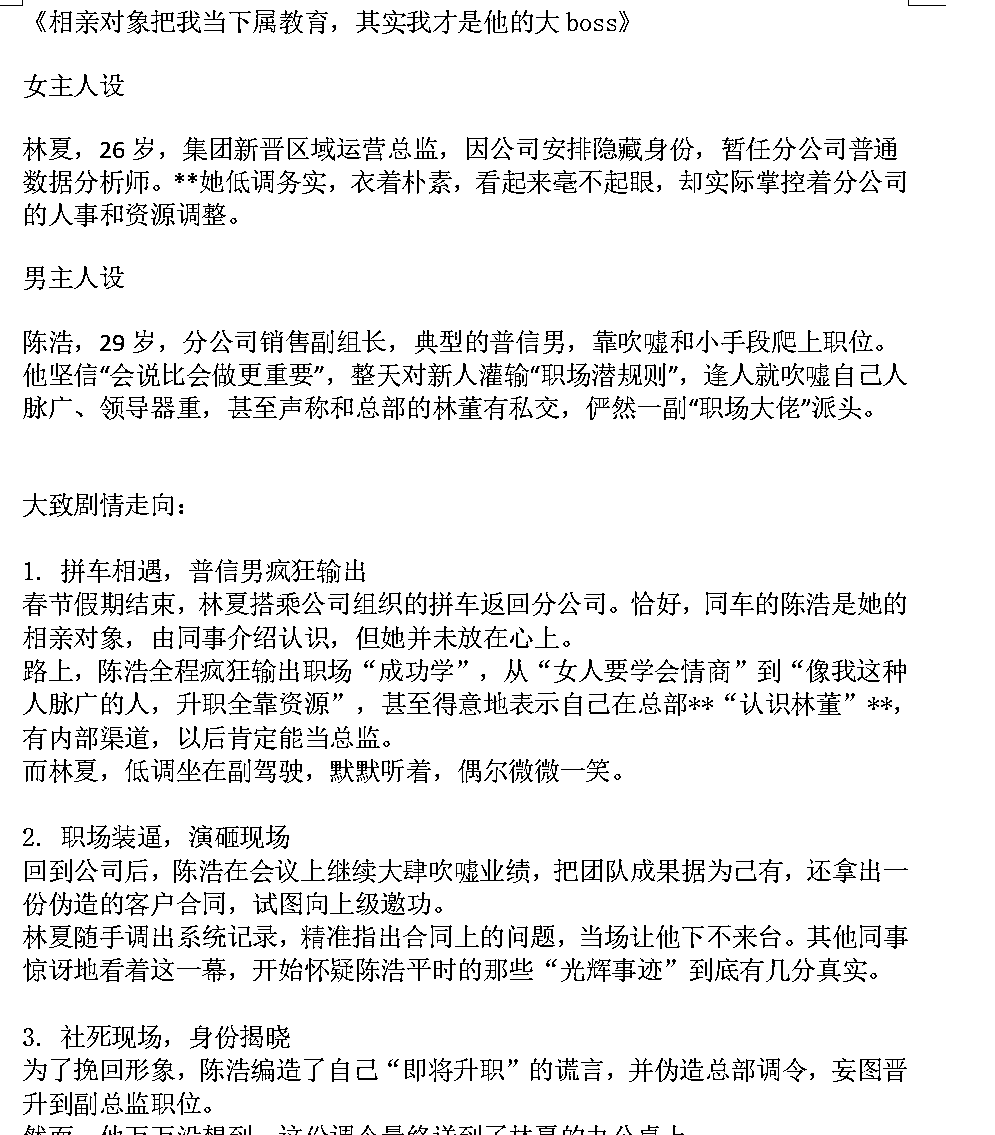 《相亲对象把我当下属教育，其实我才是他的大 boss》
女主人设
林夏，26 岁，集团新晋区域运营总监，因公司安排隐藏身份，暂任分公司普通
数据分析师。**她低调务实，衣着朴素，看起来毫不起眼，却实际掌控着分公司
的人事和资源调整。
男主人设
陈浩，29 岁，分公司销售副组长，典型的普信男，靠吹嘘和小手段爬上职位。
他坚信“会说比会做更重要”，整天对新人灌输“职场潜规则”，逢人就吹嘘自己人
脉广、领导器重，甚至声称和总部的林董有私交，俨然一副“职场大佬”派头。
大致剧情走向：
1. 拼车相遇，普信男疯狂输出
春节假期结束，林夏搭乘公司组织的拼车返回分公司。恰好，同车的陈浩是她的
相亲对象，由同事介绍认识，但她并未放在心上。
路上，陈浩全程疯狂输出职场“成功学”，从“女人要学会情商”到“像我这种
人脉广的人，升职全靠资源”，甚至得意地表示自己在总部**“认识林董”**，
有内部渠道，以后肯定能当总监。
而林夏，低调坐在副驾驶，默默听着，偶尔微微一笑。
2. 职场装逼，演砸现场
回到公司后，陈浩在会议上继续大肆吹嘘业绩，把团队成果据为己有，还拿出一
份伪造的客户合同，试图向上级邀功。
林夏随手调出系统记录，精准指出合同上的问题，当场让他下不来台。其他同事
惊讶地看着这一幕，开始怀疑陈浩平时的那些“光辉事迹”到底有几分真实。
3. 社死现场，身份揭晓
为了挽回形象，陈浩编造了自己“即将升职”的谎言，并伪造总部调令，妄图晋
升到副总监职位。
然而，他万万没想到，这份调令最终送到了林夏的办公桌上